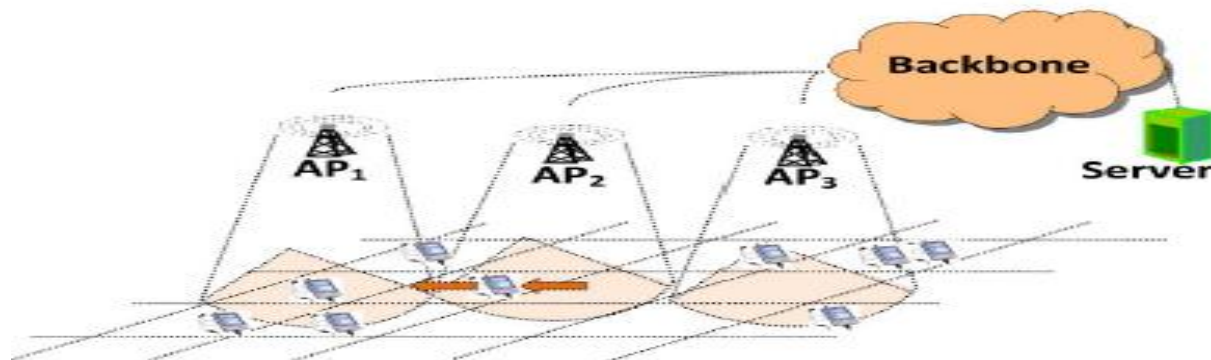 Backbone
AP₁
AP₂
AP₃
Server